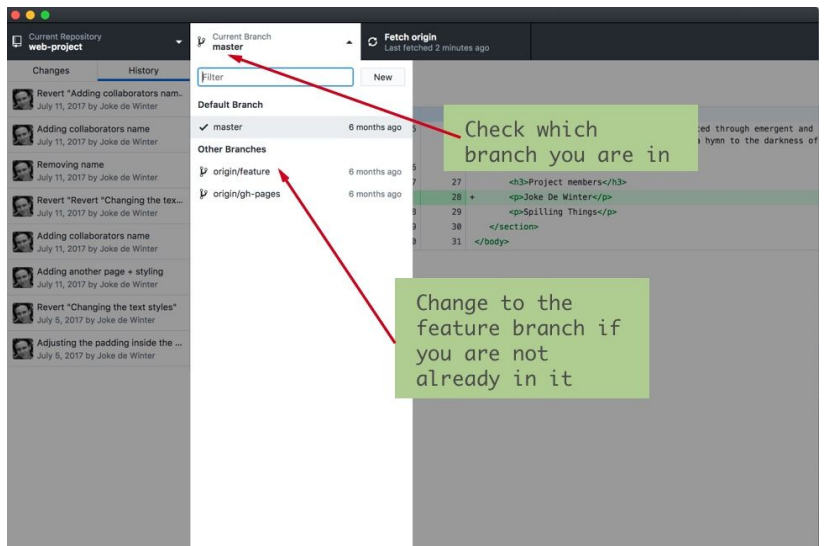 Current Repository
web-project
Current Branch
master
Fetch origin
Last fetched 2 minutes ago
Changes
History
Revert "Adding collaborators nam..
July 11, 2017 by Joke de Winter
Adding collaborators name
July 11, 2017 by Joke de Winter
Removing name
July 11, 2017 by Joke de Winter
Revert "Revert "Changing the tex...
July 11, 2017 by Joke de Winter
Adding collaborators name
July 11, 2017 by Joke de Winter
Adding another page + styling
July 11, 2017 by Joke de Winter
Revert "Changing the text styles"
July 5, 2017 by Joke de Winter
Adjusting the padding inside the ...
July 5, 2017 by Joke de Winter
Filter
New
Default Branch
master 6 months ago
Other Branches
origin/feature 6 months ago
origin/gh-pages 6 months ago
Check which
branch you are in
through emergent and
hymn to the darkness of
27 <h3>Project members</h3>
28 + <p>Joke De Winter</p>
29 <p>Spilling Things</p>
30 </section>
31 </body>
Change to the
feature branch if
you are not
already in it